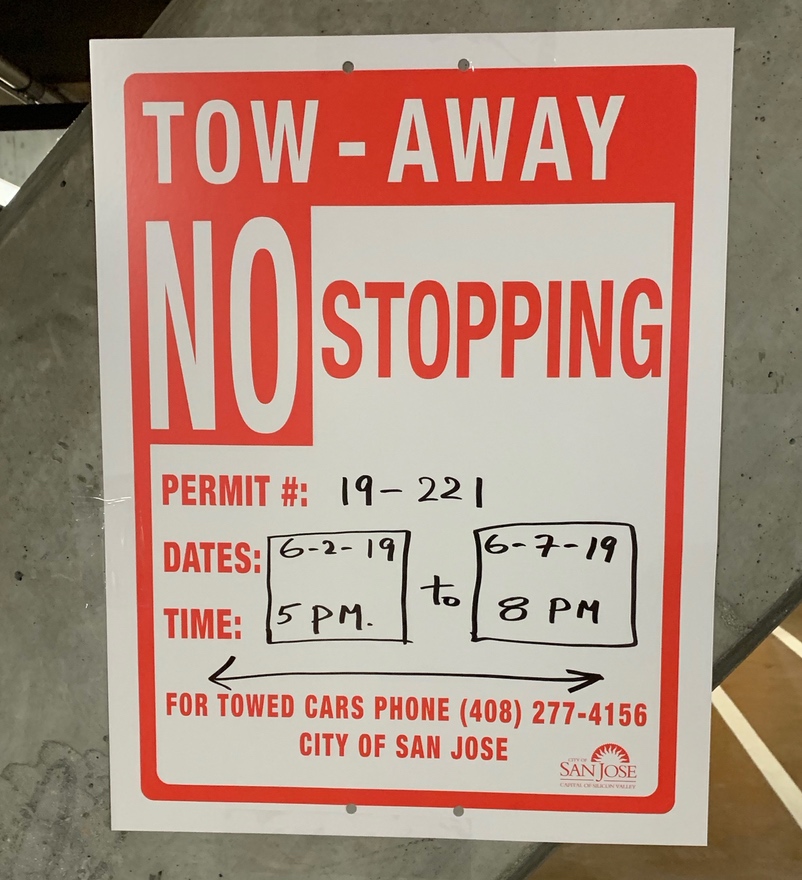 TOW - AWAY
NO STOPPING
PERMIT #: 19-221
DATES: 6-2-19 to 6-7-19
TIME: 5 PM. 8 PM
FOR TOWED CARS PHONE (408) 277-4156
CITY OF SAN JOSE
CITY OF
SAN JOSE
CAPITAL OF SILICON VALLEY